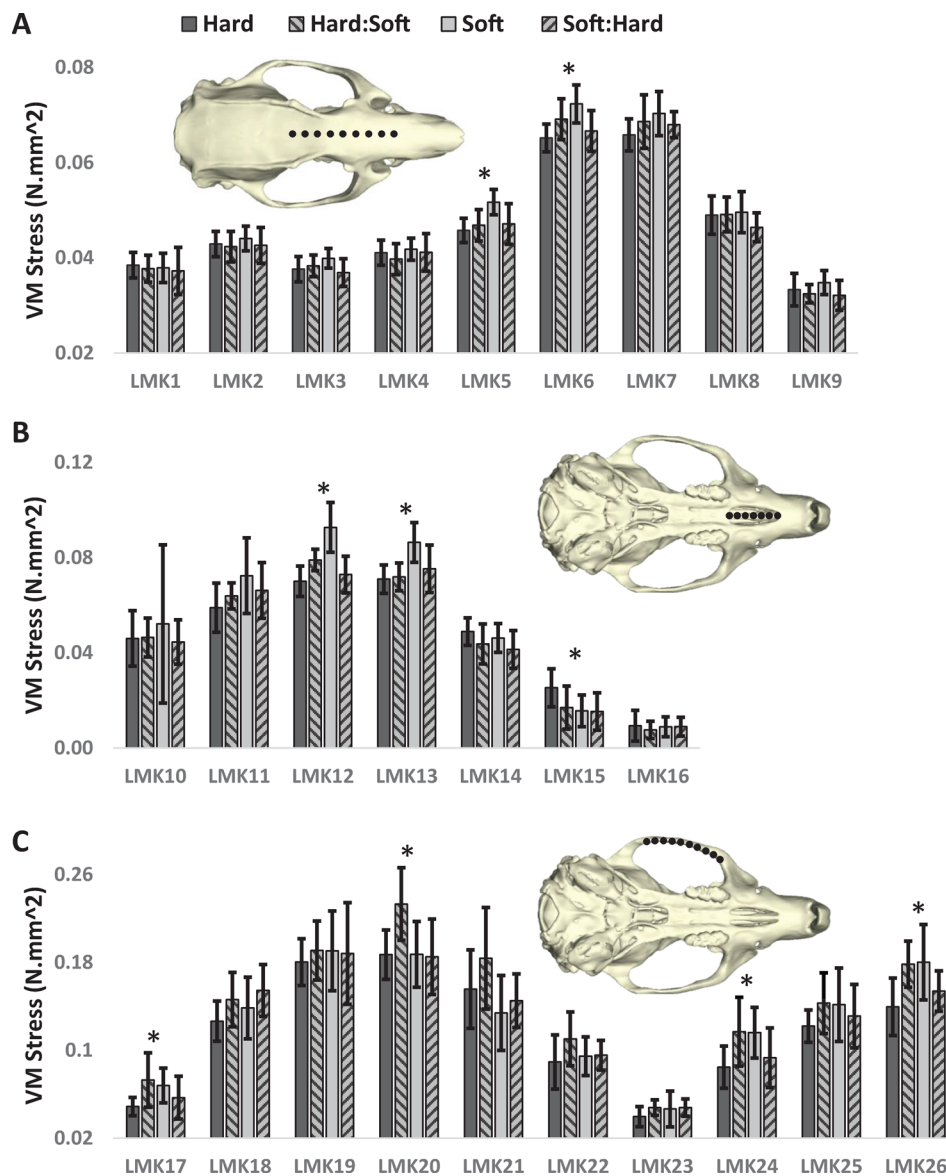 A
Hard Hard:Soft Soft Soft:Hard
0.08
0.06
0.04
0.02
VM Stress (N.mm^2)
* *
LMK1 LMK2 LMK3 LMK4 LMK5 LMK6 LMK7 LMK8 LMK9
B
0.12
0.08
0.04
0.00
VM Stress (N.mm^2)
* * *
LMK10 LMK11 LMK12 LMK13 LMK14 LMK15 LMK16
C
0.26
0.18
0.1
0.02
VM Stress (N.mm^2)
* * * *
LMK17 LMK18 LMK19 LMK20 LMK21 LMK22 LMK23 LMK24 LMK25 LMK26